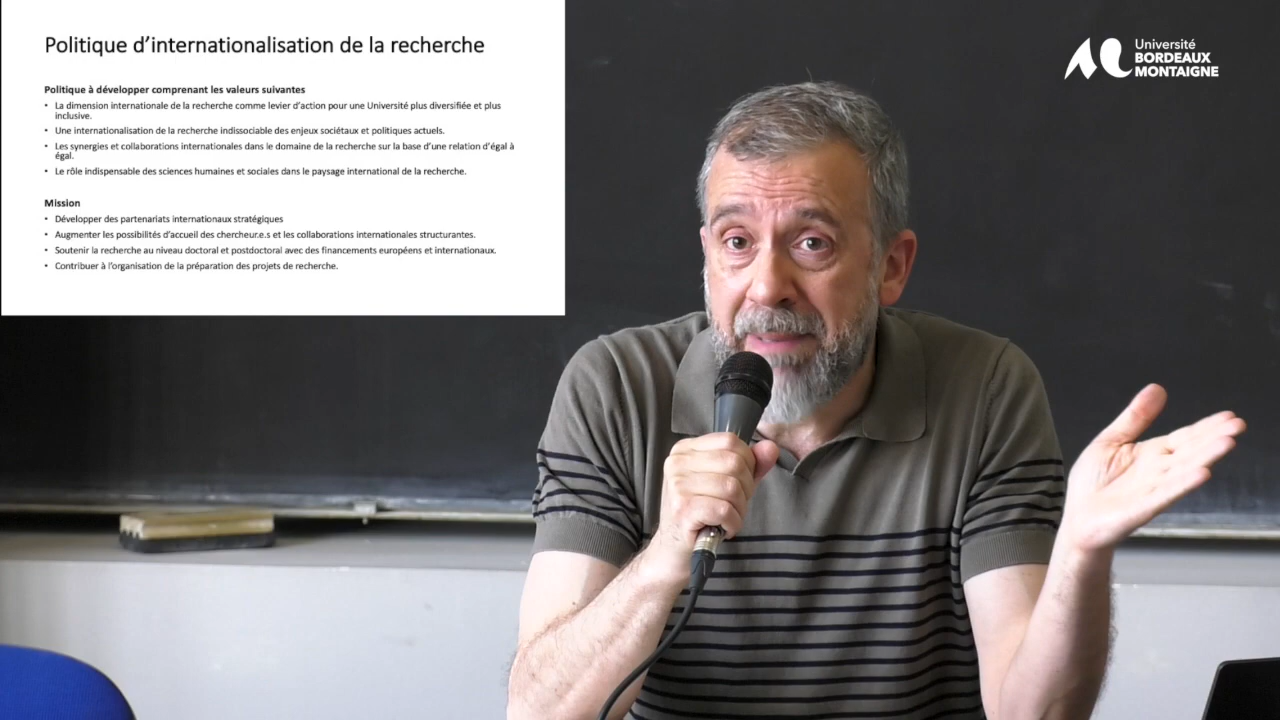 Politique d’internationalisation de la recherche
Politique à développer comprenant les valeurs suivantes
• La dimension internationale de la recherche comme levier d’action pour une Université plus diversifiée et plus
inclusive.
• Une internationalisation de la recherche indissociable des enjeux sociétaux et politiques actuels.
• Les synergies et collaborations internationales dans le domaine de la recherche sur la base d’une relation d’égal à
égal.
• Le rôle indispensable des sciences humaines et sociales dans le paysage international de la recherche.
Mission
• Développer des partenariats internationaux stratégiques
• Augmenter les possibilités d’accueil des chercheur.e.s et les collaborations internationales structurantes.
• Soutenir la recherche au niveau doctoral et postdoctoral avec des financements européens et internationaux.
• Contribuer à l’organisation de la préparation des projets de recherche.
Université
BORDEAUX
MONTAIGNE